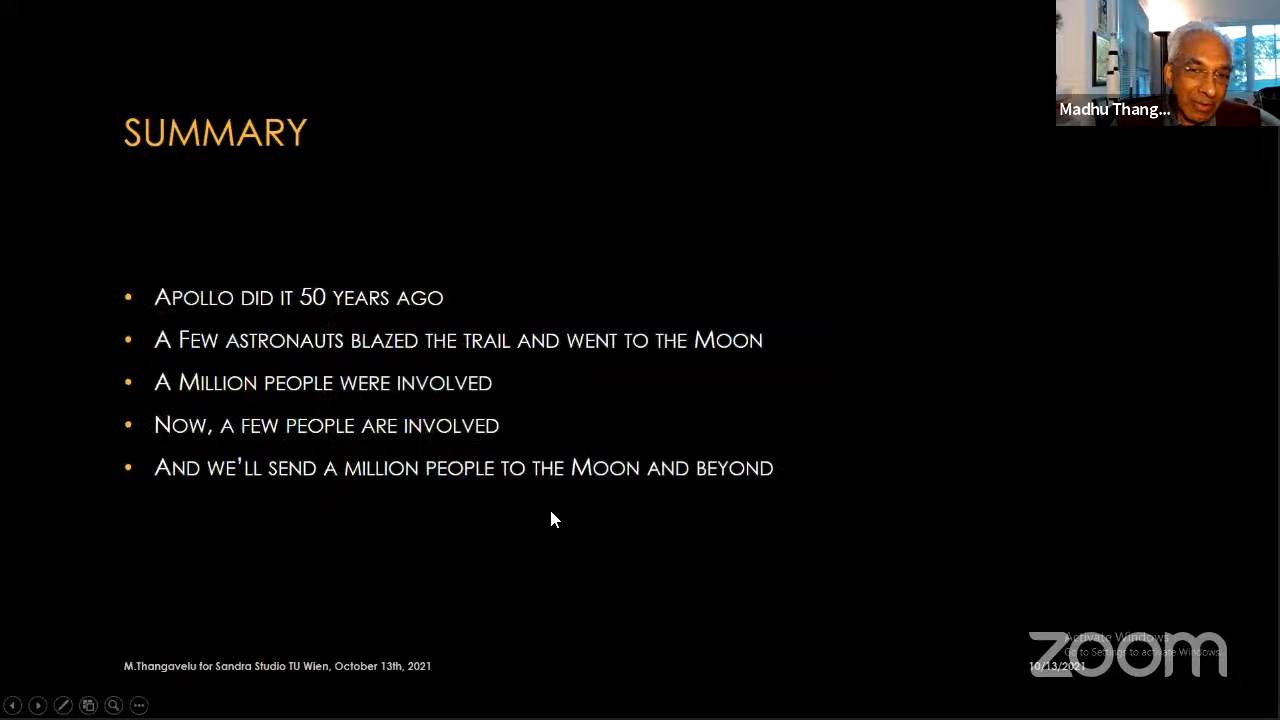 Madhu Thang...
SUMMARY
• APOLLO DID IT 50 YEARS AGO
• A FEW ASTRONAUTS BLAZED THE TRAIL AND WENT TO THE MOON
• A MILLION PEOPLE WERE INVOLVED
• NOW, A FEW PEOPLE ARE INVOLVED
• AND WE'LL SEND A MILLION PEOPLE TO THE MOON AND BEYOND
Activate Windows
Go to Settings to activate Windows.
zoom
M.Thangavelu for Sandra Studio TU Wien, October 13th, 2021
10/13/2021